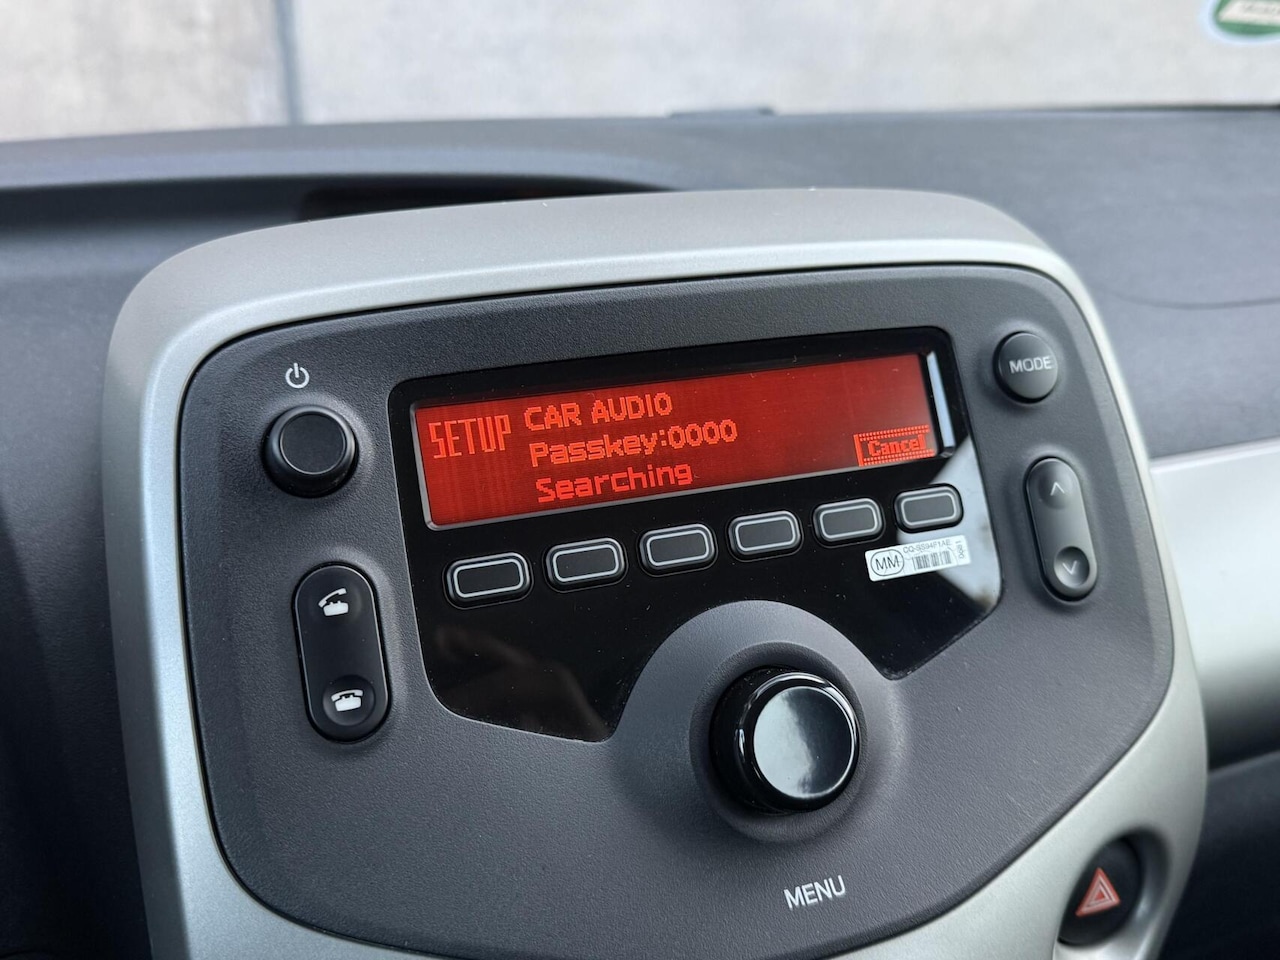 MODE
SETUP
CAR AUDIO
Passkey:0000
Searching
Cancel
MM
MENU